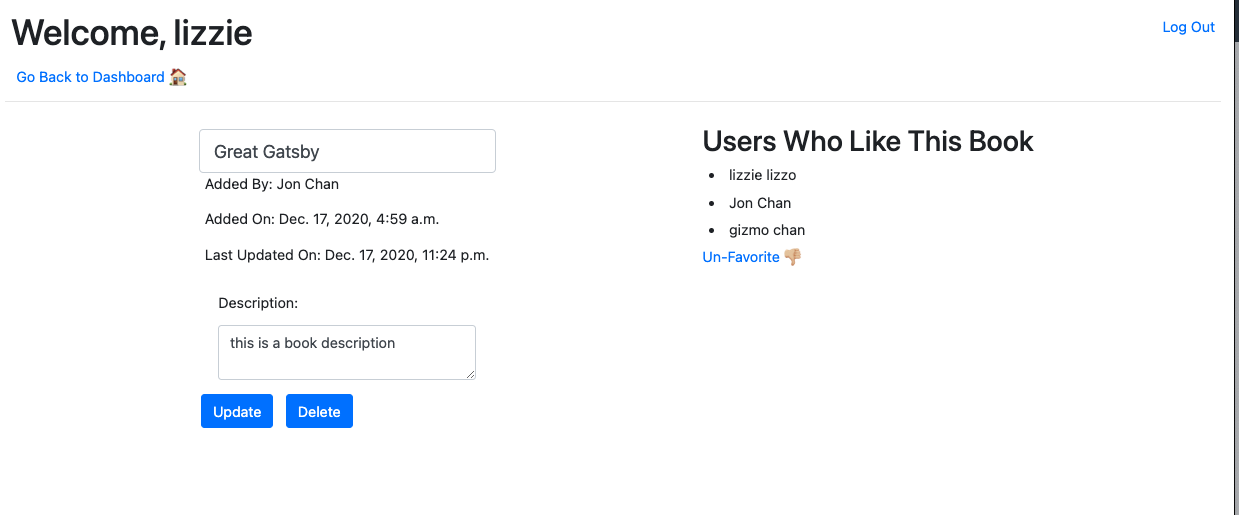 Welcome, lizzie
Log Out
Go Back to Dashboard 🏠
Great Gatsby
Added By: Jon Chan
Added On: Dec. 17, 2020, 4:59 a.m.
Last Updated On: Dec. 17, 2020, 11:24 p.m.
Description:
this is a book description
Update Delete
Users Who Like This Book
lizzie lizzo
Jon Chan
gizmo chan
Un-Favorite 👎🏼